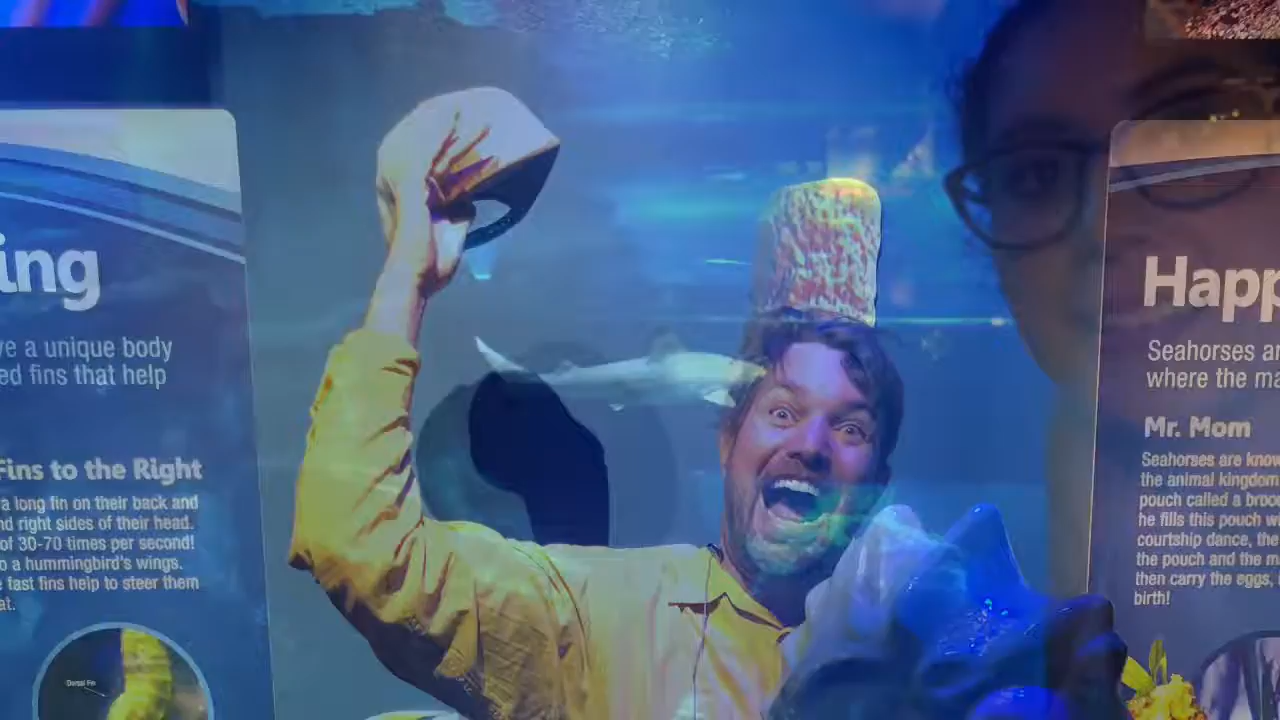 ing
ve a unique body
ed fins that help
Fins to the Right
a long fin on their back and
nd right sides of their head.
of 30-70 times per second!
o a hummingbird's wings.
fast fins help to steer them
at.
Dorsal Fin
Happ
Seahorses ar
where the ma
Mr. Mom
Seahorses are know
the animal kingdom
pouch called a brood
he fills this pouch wi
courtship dance, the
the pouch and the m
then carry the eggs,
birth!